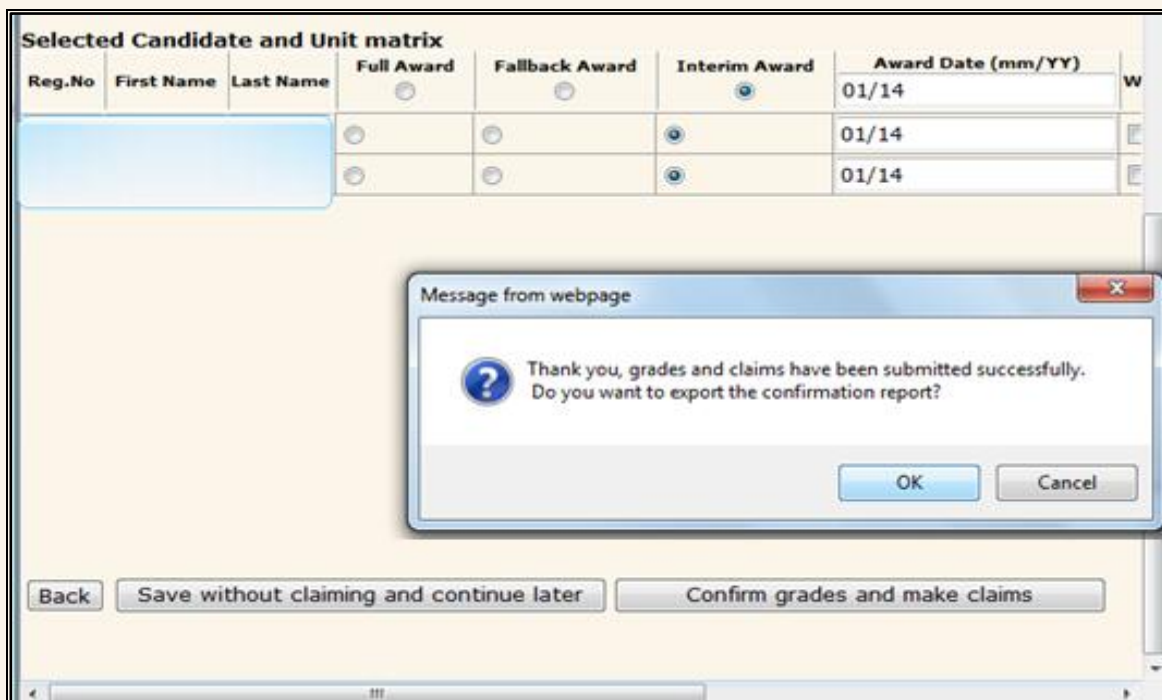 Selected Candidate and Unit matrix
Reg.No First Name Last Name Full Award Fallback Award Interim Award Award Date (mm/YY) W
01/14
01/14
01/14
Message from webpage
Thank you, grades and claims have been submitted successfully.
Do you want to export the confirmation report?
OK Cancel
Back Save without claiming and continue later Confirm grades and make claims